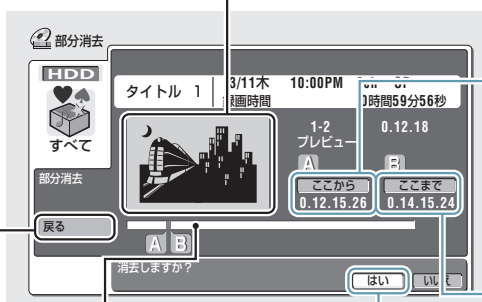 部分消去
HDD
すべて
部分消去
戻る
タイトル 1
3/11木 10:00PM
録画時間 0時間59分56秒
1-2
プレビュー
0.12.18
A
B
ここから
ここまで
0.12.15.26
0.14.15.24
A B
消去しますか？
はい
いいえ